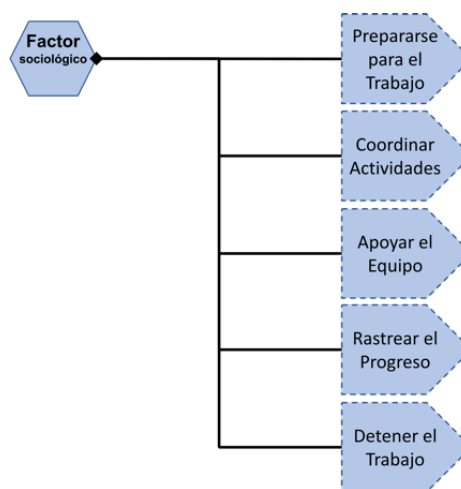 Factor
sociológico
Prepararse
para el
Trabajo
Coordinar
Actividades
Apoyar el
Equipo
Rastrear el
Progreso
Detener el
Trabajo